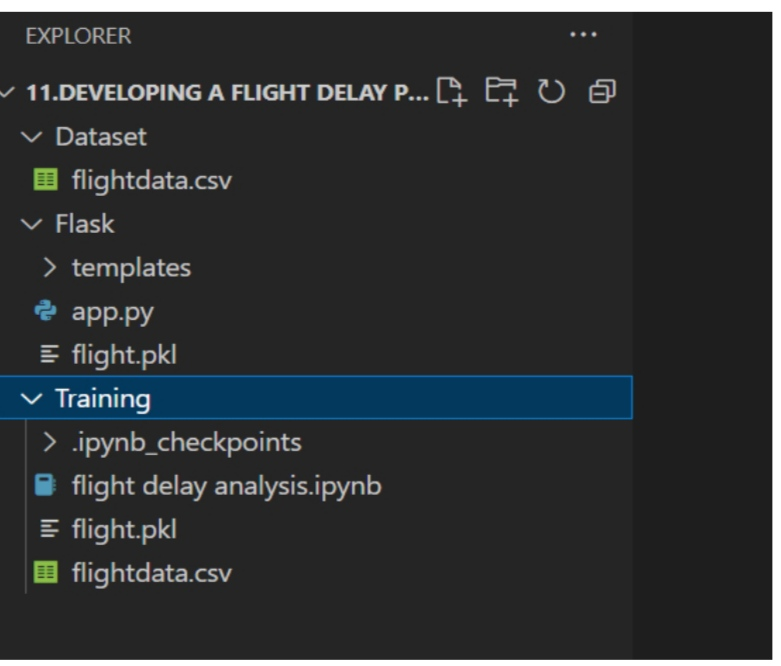 EXPLORER
11.DEVELOPING A FLIGHT DELAY P...
Dataset
flightdata.csv
Flask
templates
app.py
flight.pkl
Training
.ipynb_checkpoints
flight delay analysis.ipynb
flight.pkl
flightdata.csv